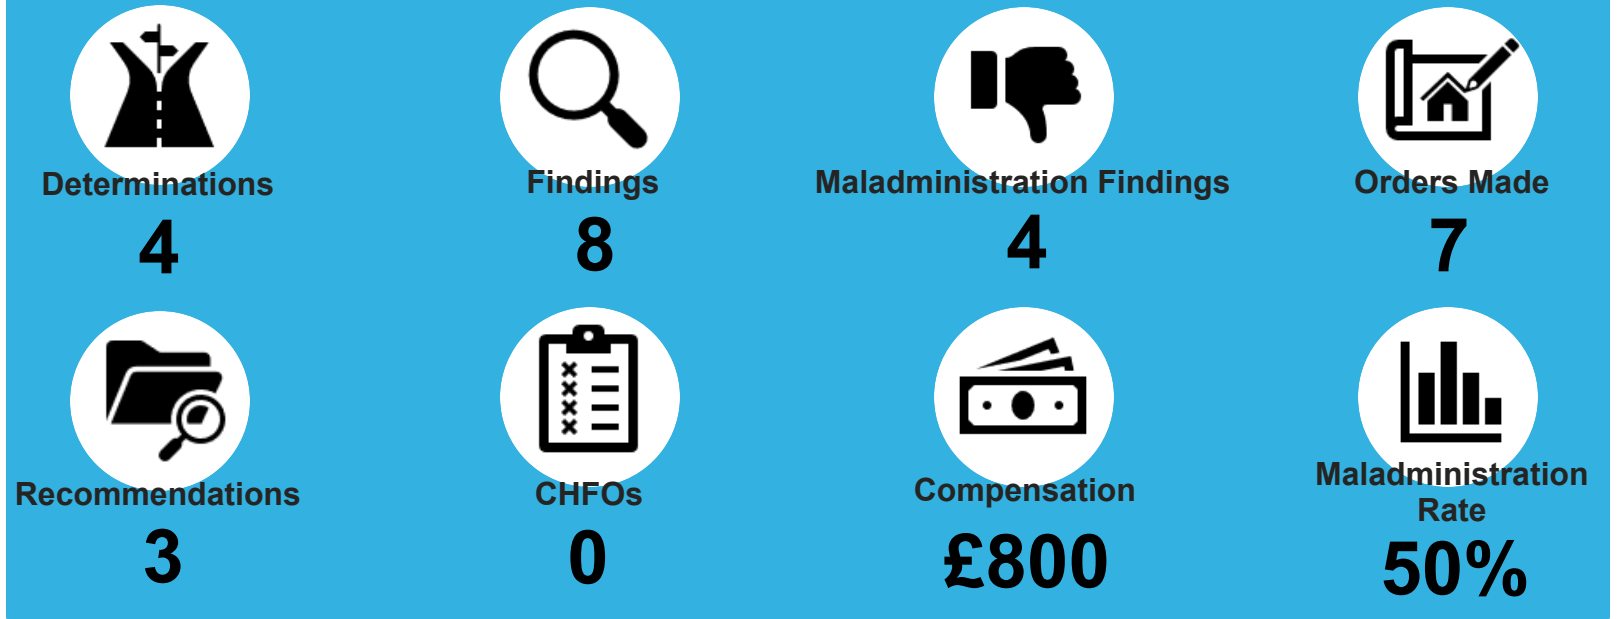 Determinations
4
Findings
8
Maladministration Findings
4
Orders Made
7
Recommendations
3
CHFOs
0
Compensation
£800
Maladministration
Rate
50%